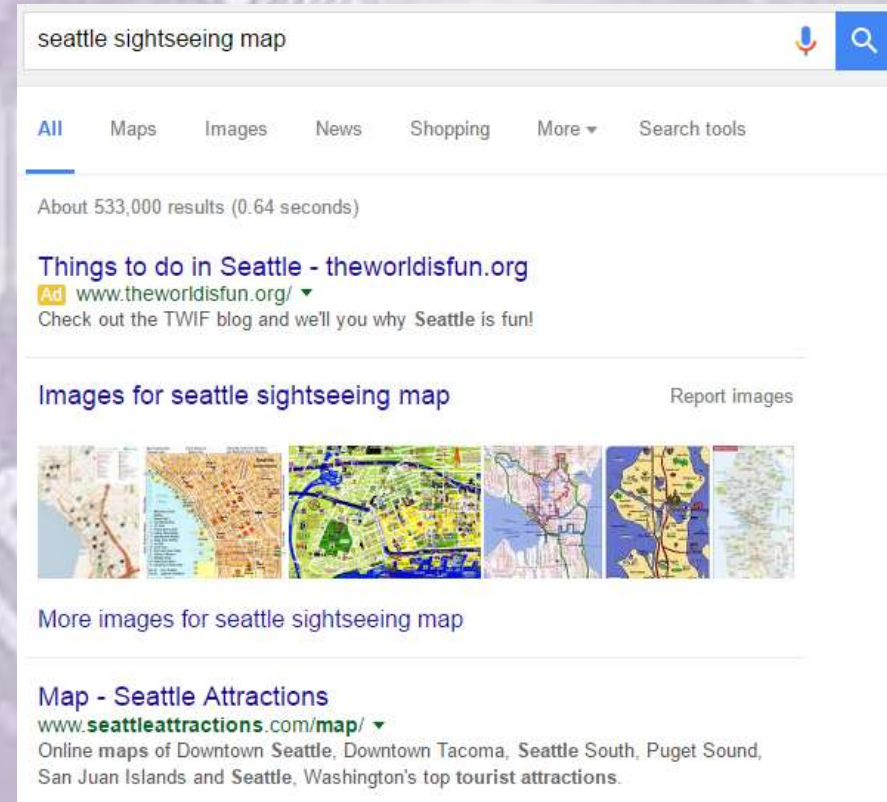 seattle sightseeing map
All Maps Images News Shopping More Search tools
About 533,000 results (0.64 seconds)
Things to do in Seattle - theworldisfun.org
Ad www.theworldisfun.org/
Check out the TWIF blog and we'll you why Seattle is fun!
Images for seattle sightseeing map Report images
More images for seattle sightseeing map
Map - Seattle Attractions
www.seattleattractions.com/map/
Online maps of Downtown Seattle, Downtown Tacoma, Seattle South, Puget Sound,
San Juan Islands and Seattle, Washington's top tourist attractions.